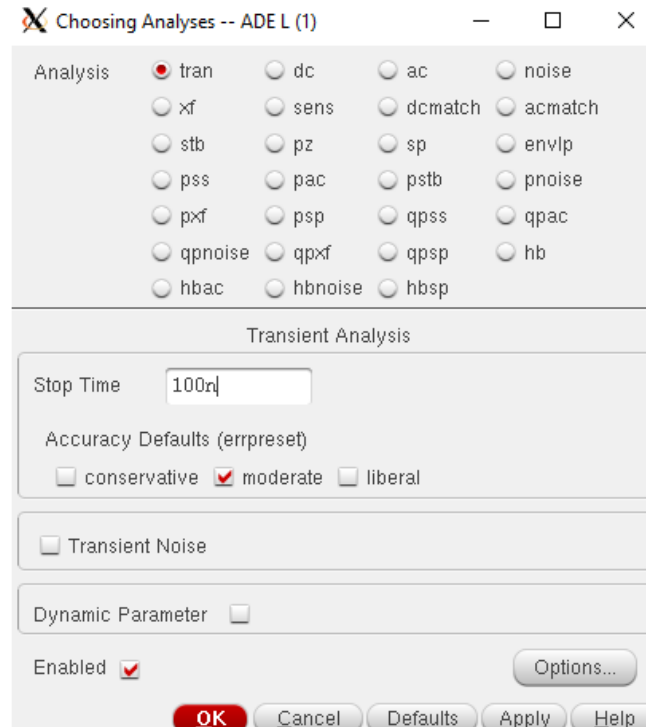 Choosing Analyses -- ADE L (1)
Analysis tran dc ac noise
xf sens dcmatch acmatch
stb pz sp envlp
pss pac pstb pnoise
pxf psp qpss qpac
qpnoise qpxf qpsp hb
hbac hbnoise hbsp
Transient Analysis
Stop Time 100n
Accuracy Defaults (errpreset)
conservative moderate liberal
Transient Noise
Dynamic Parameter
Enabled Options...
OK Cancel Defaults Apply Help